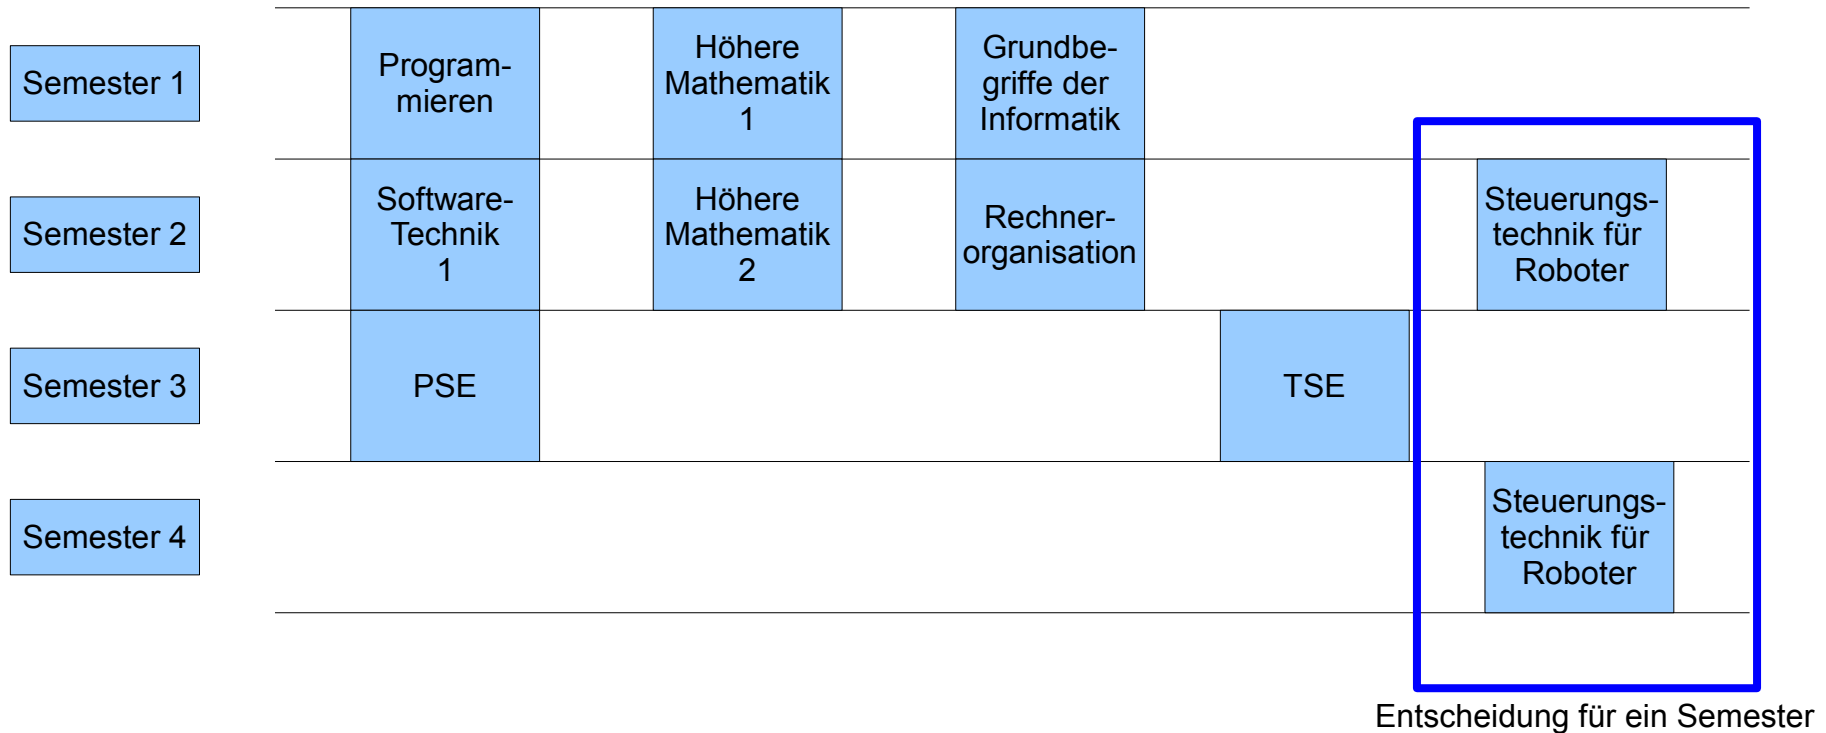 Semester 1
Program-
mieren
Höhere
Mathematik
1
Grundbe-
griffe der
Informatik
Semester 2
Software-
Technik
1
Höhere
Mathematik
2
Rechner-
organisation
Steuerungs-
technik für
Roboter
Semester 3
PSE
TSE
Semester 4
Steuerungs-
technik für
Roboter
Entscheidung für ein Semester